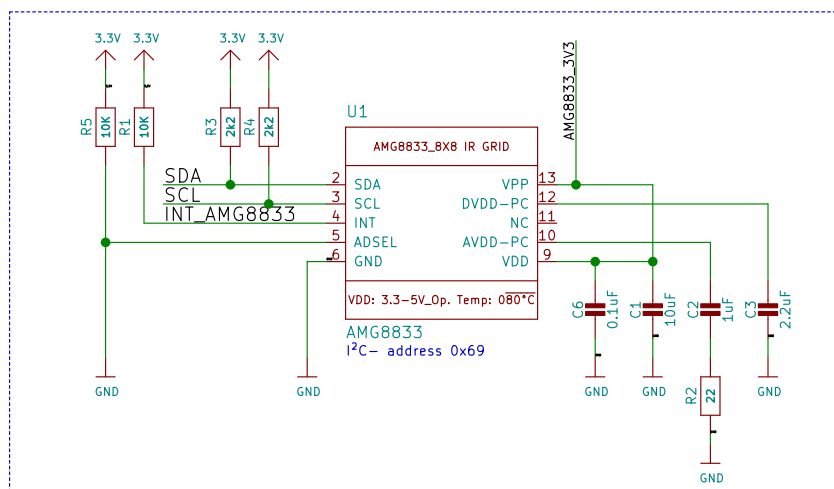 3.3V 3.3V 3.3V 3.3V
AMG8833_3V3
U1
R5 10K R1 10K R3 2k2 R4 2k2
AMG8833_8X8 IR GRID
SDA 2 SDA VPP 13
SCL 3 SCL DVDD-PC 12
INT_AMG8833 4 INT NC 11
5 ADSEL AVDD-PC 10
6 GND VDD 9
VDD: 3.3-5V_Op. Temp: 080°C
C6 0.1uF C1 10uF C2 1uF C3 2.2uF
AMG8833
I²C- address 0x69
GND GND GND GND GND
R2 22
GND